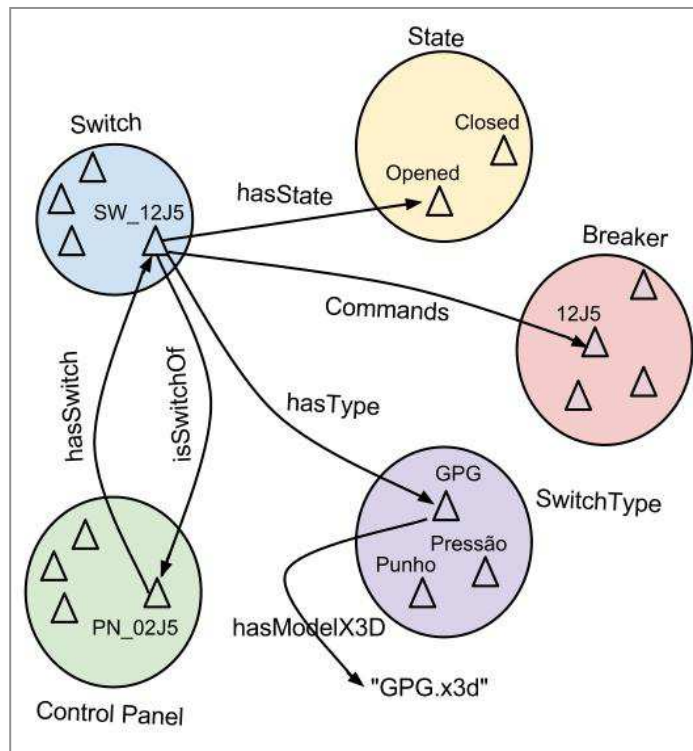 State
Switch
Closed
Opened
SW_12J5
hasState
Breaker
12J5
Commands
hasSwitch
isSwitchOf
hasType
GPG
SwitchType
Pressão
Punho
PN_02J5
hasModelX3D
"GPG.x3d"
Control Panel